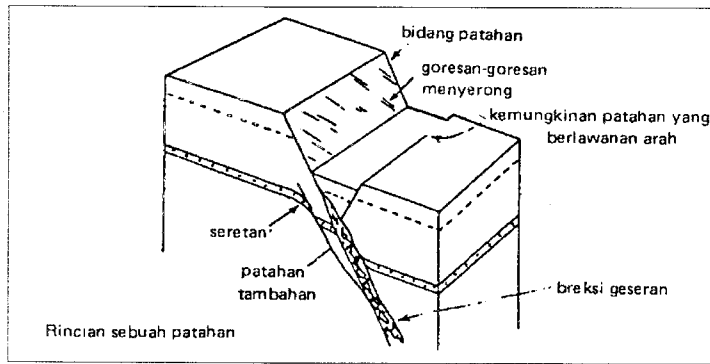 bidang patahan
goresan-goresan
menyerong
kemungkinan patahan yang
berlawanan arah
seretan
patahan
tambahan
breksi geseran
Rincian sebuah patahan